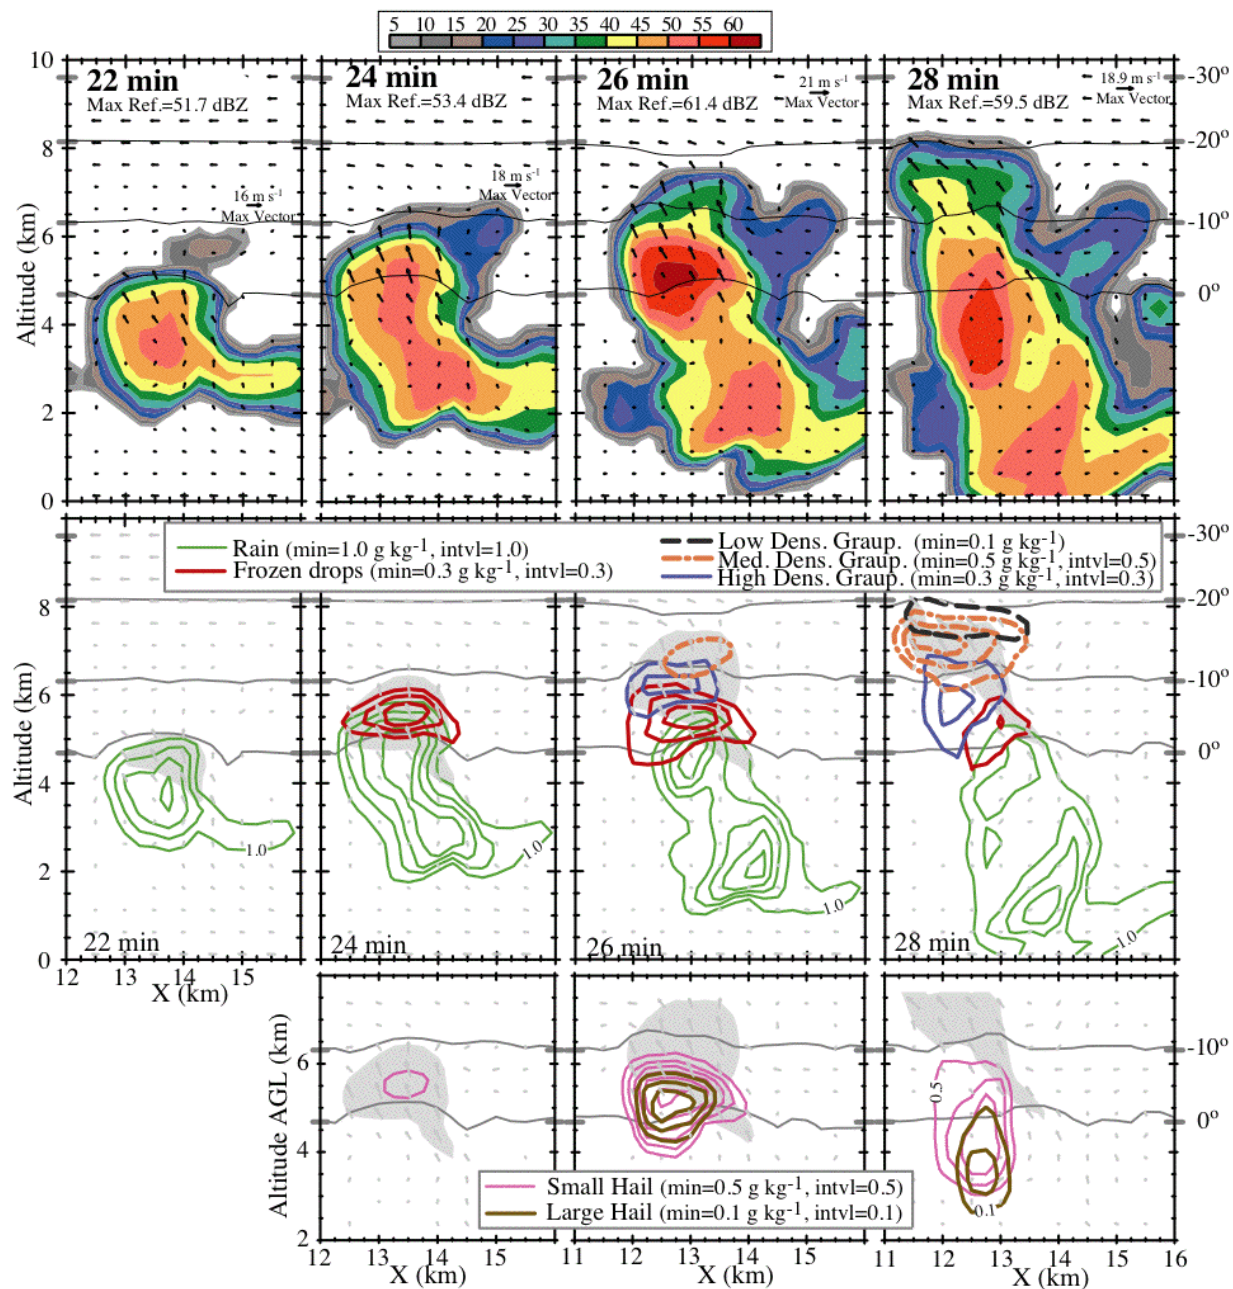 5 10 15 20 25 30 35 40 45 50 55 60
10
22 min
Max Ref.=51.7 dBZ
24 min
Max Ref.=53.4 dBZ
26 min
Max Ref.=61.4 dBZ
21 m s-1
Max Vector
28 min
Max Ref.=59.5 dBZ
18.9 m s-1
Max Vector
-30º
8
-20º
16 m s-1
Max Vector
18 m s-1
Max Vector
6
-10º
Altitude (km)
0º
4
2
0
Rain (min=1.0 g kg-1, intvl=1.0)
Frozen drops (min=0.3 g kg-1, intvl=0.3)
Low Dens. Graup. (min=0.1 g kg-1)
Med. Dens. Graup. (min=0.5 g kg-1, intvl=0.5)
High Dens. Graup. (min=0.3 g kg-1, intvl=0.3)
-30º
8
-20º
6
-10º
Altitude (km)
0º
4
2
1.0
1.0
1.0
1.0
22 min
24 min
26 min
28 min
0
12 13 14 15
X (km)
6
-10º
0.5
Altitude AGL (km)
0º
4
Small Hail (min=0.5 g kg-1, intvl=0.5)
Large Hail (min=0.1 g kg-1, intvl=0.1)
0.1
2
12 13 14 15
X (km)
11 12 13 14 15
X (km)
11 12 13 14 15 16
X (km)